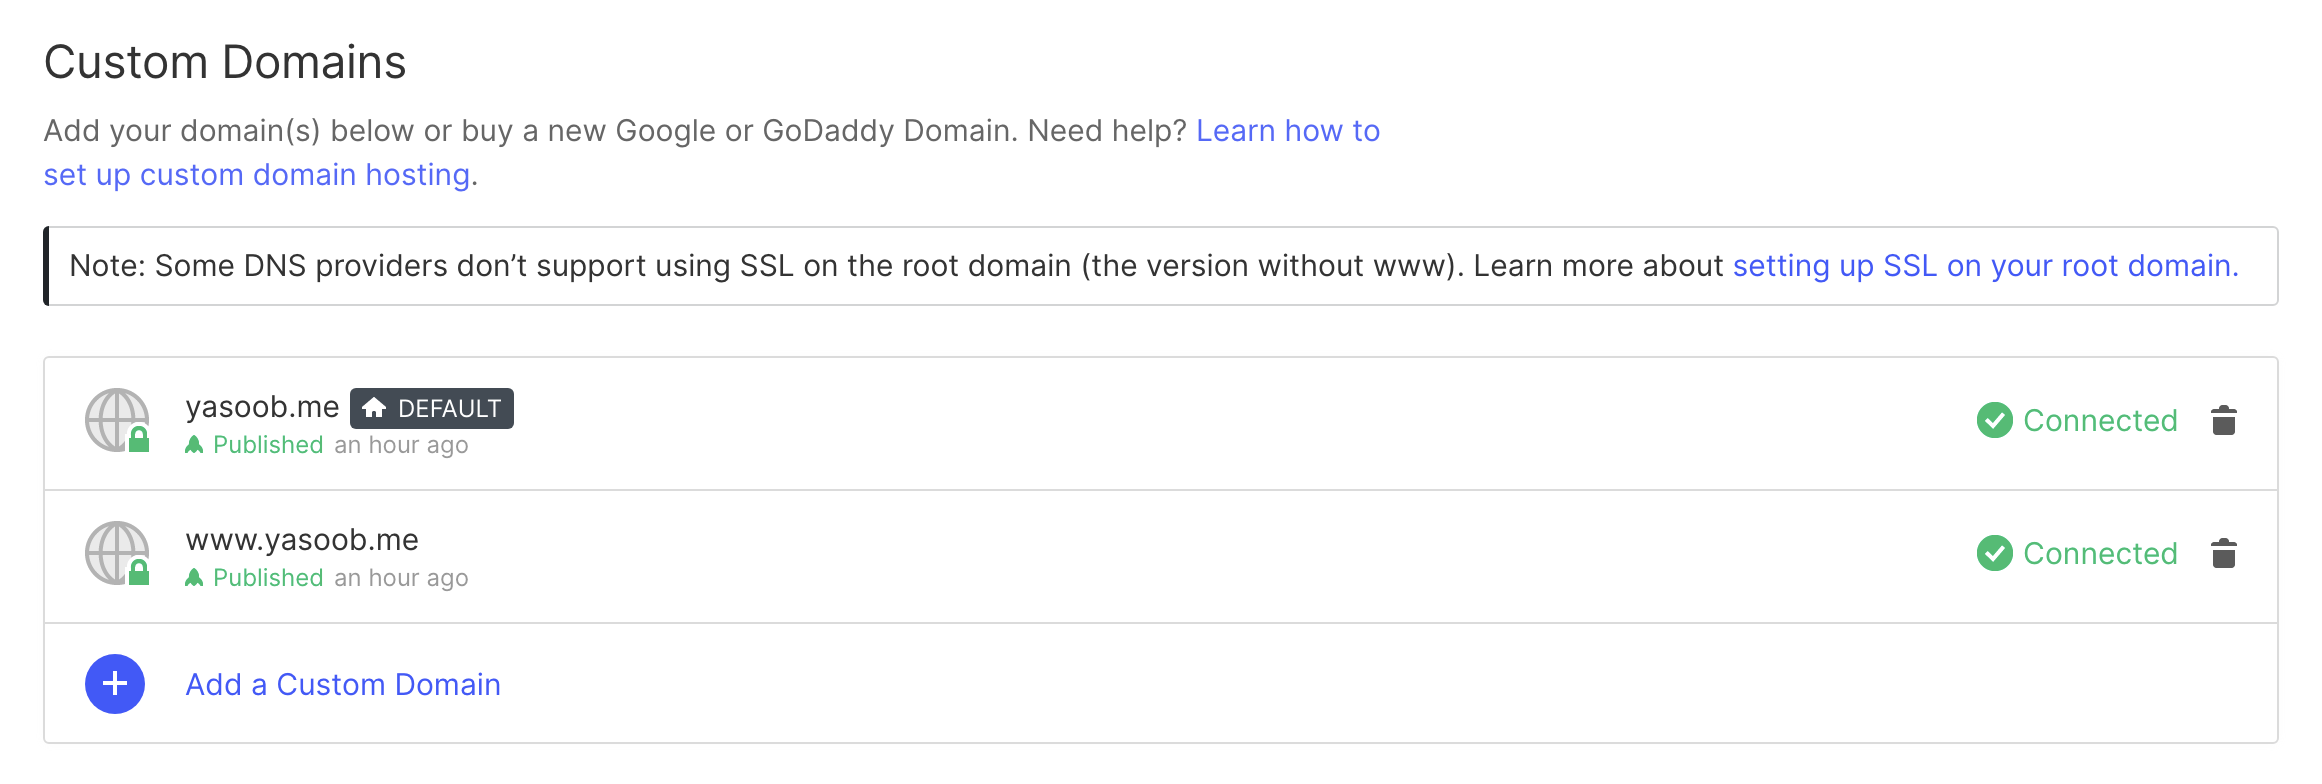 Custom Domains
Add your domain(s) below or buy a new Google or GoDaddy Domain. Need help? Learn how to
set up custom domain hosting.
Note: Some DNS providers don’t support using SSL on the root domain (the version without www). Learn more about setting up SSL on your root domain.
yasoob.me DEFAULT
Published an hour ago
Connected
www.yasoob.me
Published an hour ago
Connected
Add a Custom Domain